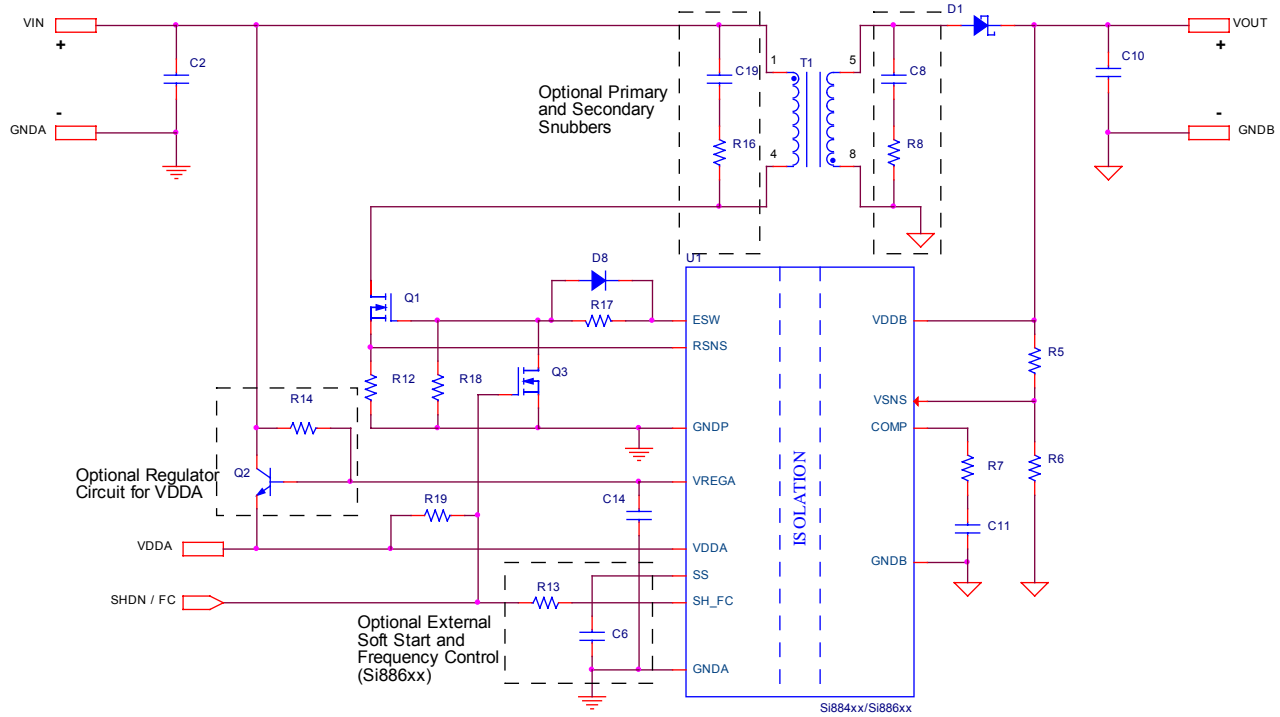 VIN
+
-
GNDA
C2
Optional Primary
and Secondary
Snubbers
C19
R16
1
4
T1
5
8
C8
R8
D1
C10
VOUT
+
-
GNDB
U1
D8
R17
Q1
Q3
R12
R18
R14
Q2
Optional Regulator
Circuit for VDDA
R19
C14
VDDA
SHDN / FC
R13
C6
Optional External
Soft Start and
Frequency Control
(Si886xx)
ESW
RSNS
GNDP
VREGA
VDDA
SS
SH_FC
GNDA
ISOLATION
VDDB
VSNS
COMP
GNDB
R5
R6
R7
C11
Si884xx/Si886xx